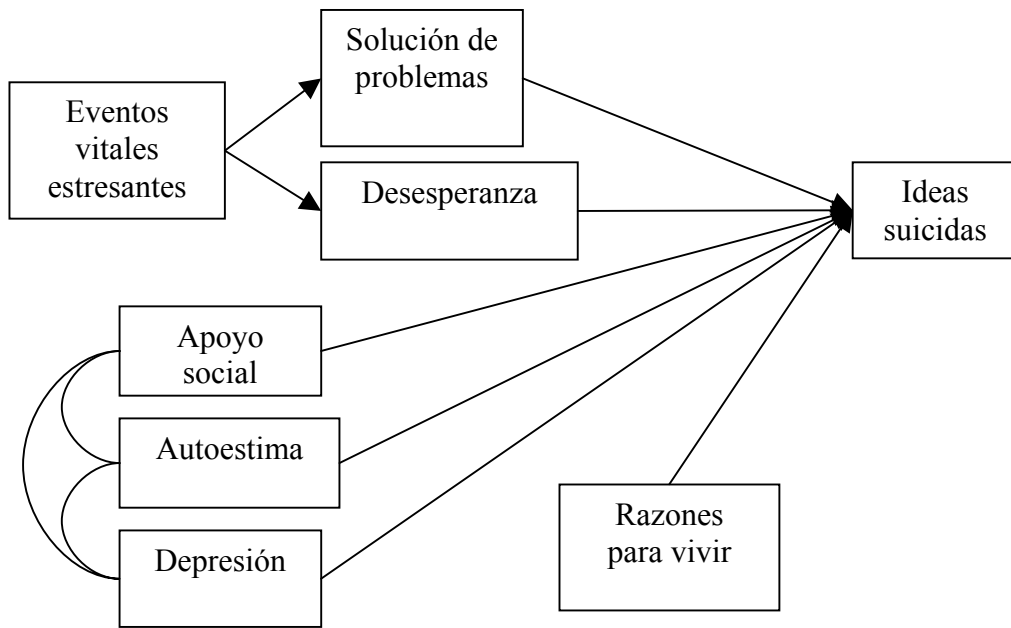 Solución de
problemas
Eventos
vitales
estresantes
Desesperanza
Ideas
suicidas
Apoyo
social
Autoestima
Depresión
Razones
para vivir